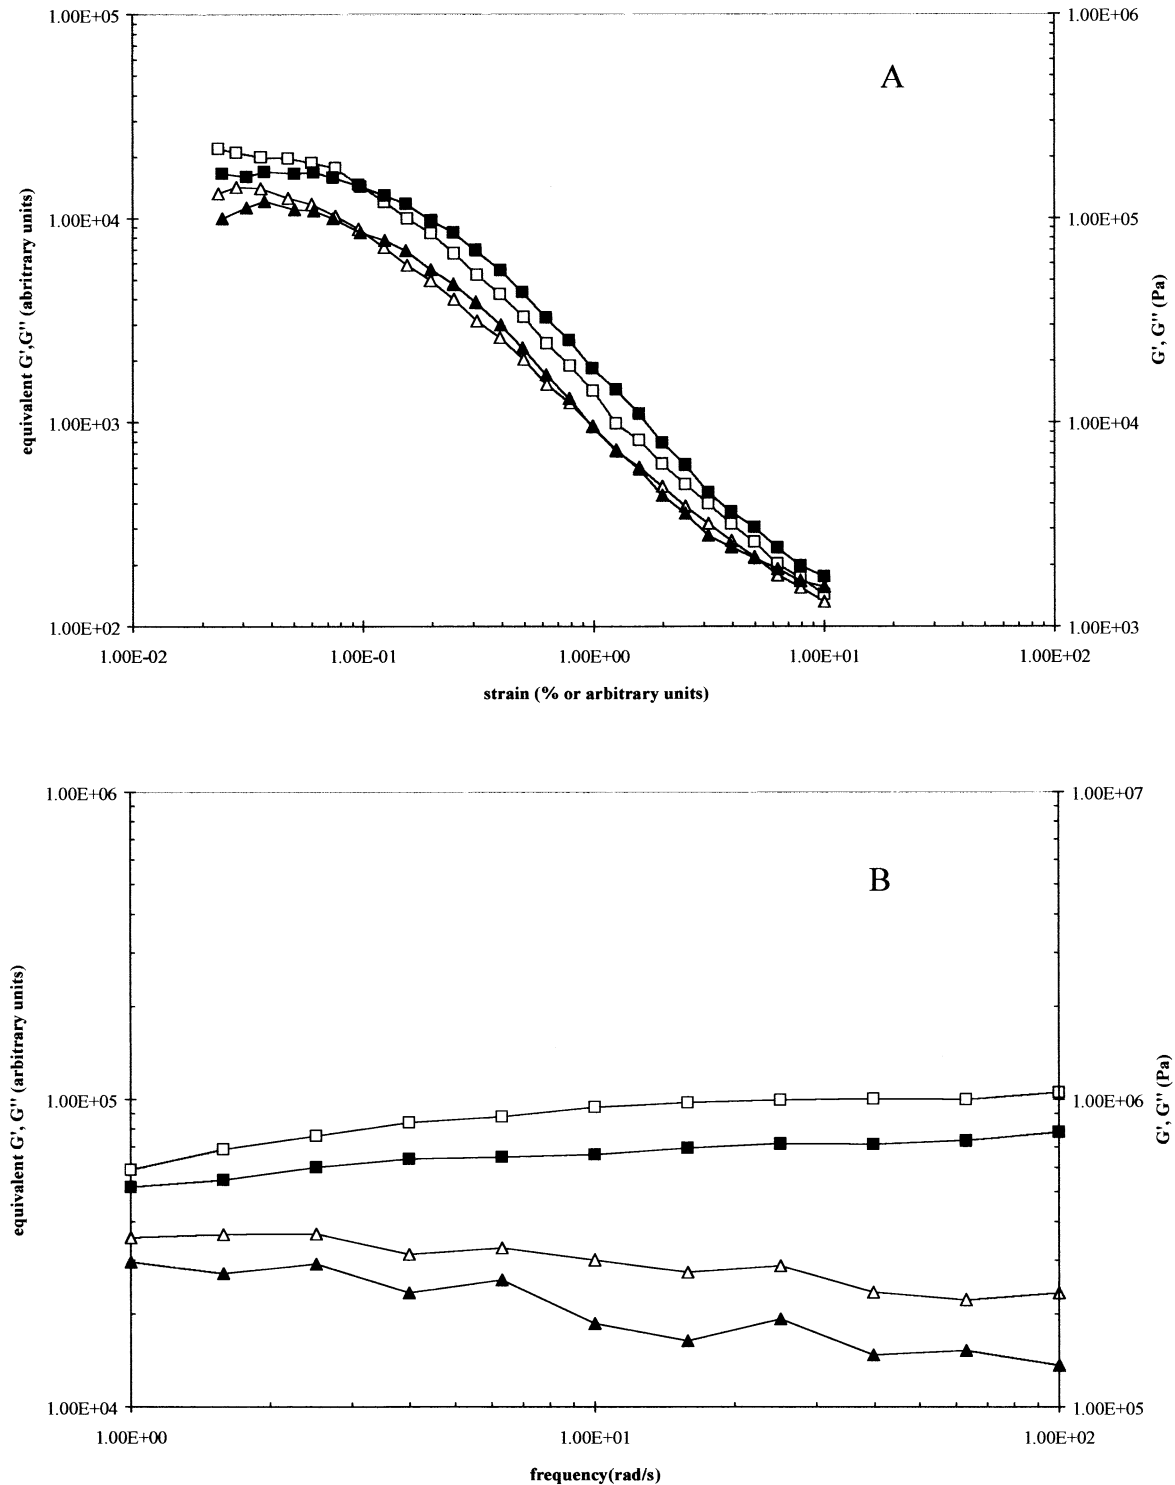 1.00E+05
1.00E+06
A
1.00E+04
1.00E+05
equivalent G',G'' (abritrary units)
G', G'' (Pa)
1.00E+03
1.00E+04
1.00E+02
1.00E+03
1.00E-02
1.00E-01
1.00E+00
1.00E+01
1.00E+02
strain (% or arbitrary units)
1.00E+06
1.00E+07
B
equivalent G', G'' (arbitrary units)
G', G'' (Pa)
1.00E+05
1.00E+06
1.00E+04
1.00E+05
1.00E+00
1.00E+01
1.00E+02
frequency(rad/s)